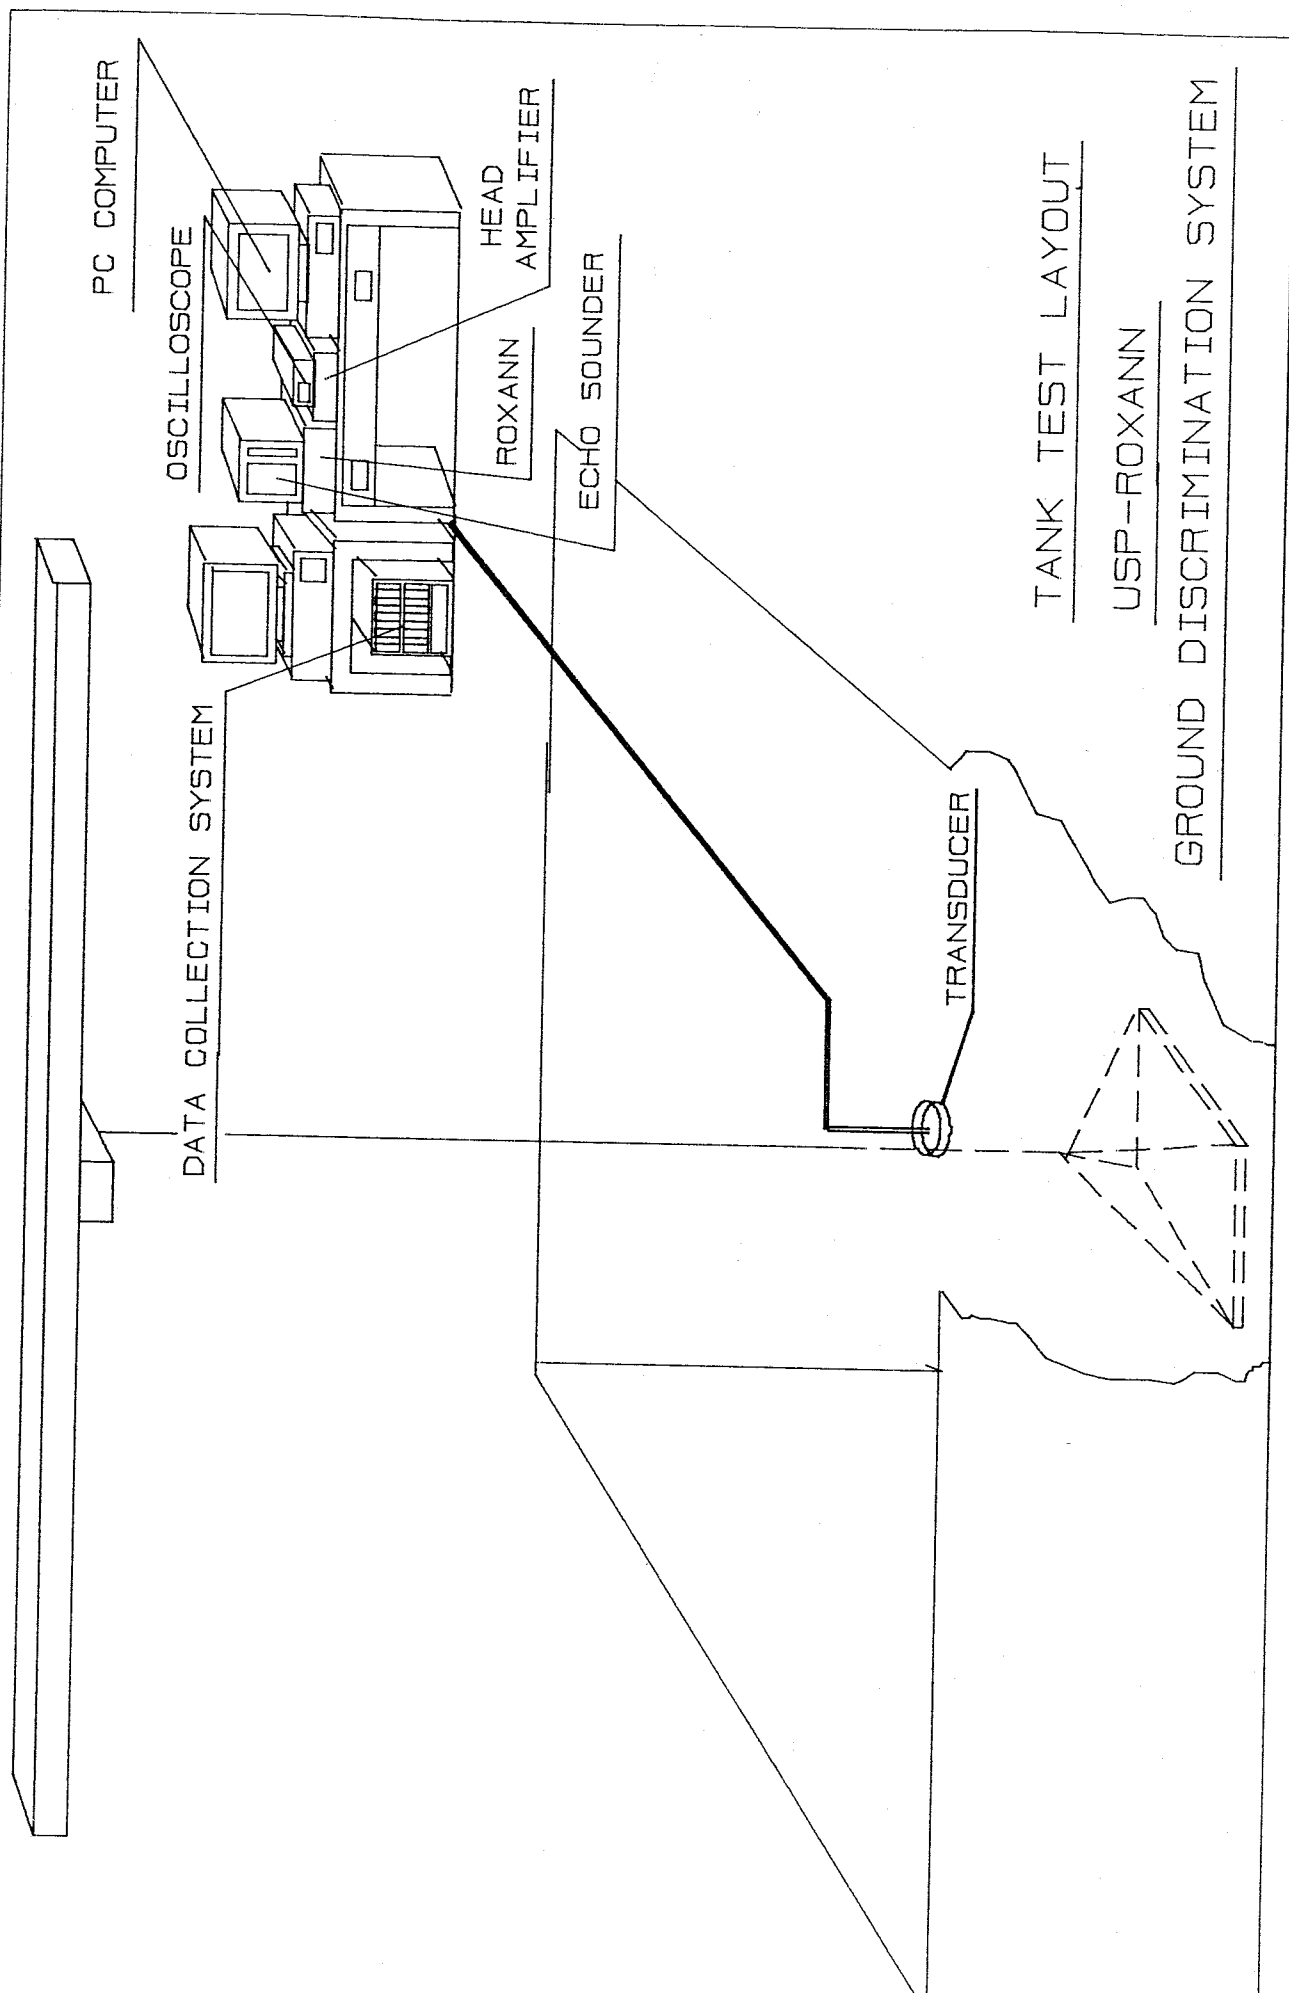 PC COMPUTER
OSCILLOSCOPE
HEAD
AMPLIFIER
ROXANN
ECHO SOUNDER
DATA COLLECTION SYSTEM
TRANSDUCER
TANK TEST LAYOUT
USP-ROXANN
GROUND DISCRIMINATION SYSTEM